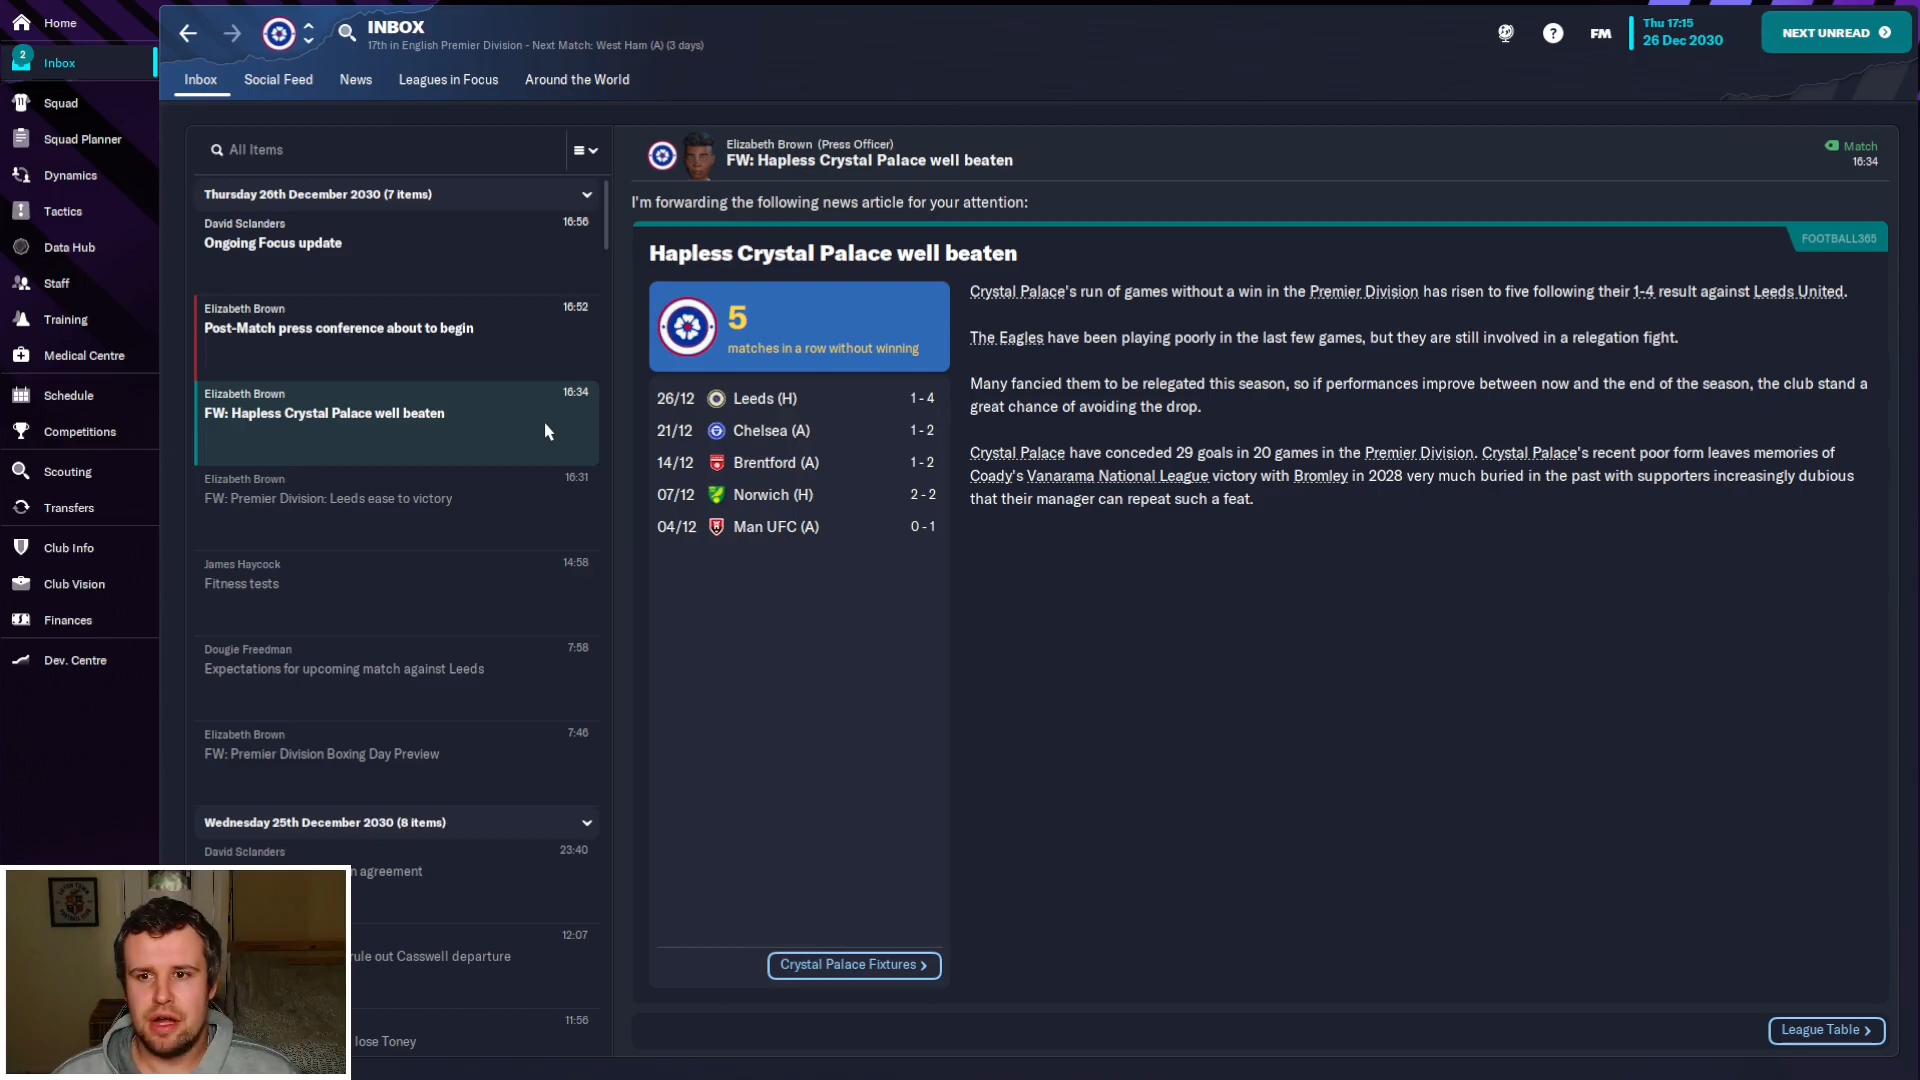 Home
2
Inbox
Squad
Squad Planner
Dynamics
Tactics
Data Hub
Staff
Training
Medical Centre
Schedule
Competitions
Scouting
Transfers
Club Info
Club Vision
Finances
Dev. Centre
INBOX
17th in English Premier Division - Next Match: West Ham (A) (3 days)
Inbox Social Feed News Leagues in Focus Around the World
? FM
Thu 17:15
26 Dec 2030
NEXT UNREAD
All Items
Thursday 26th December 2030 (7 items)
David Sclanders 16:56
Ongoing Focus update
Elizabeth Brown 16:52
Post-Match press conference about to begin
Elizabeth Brown 16:34
FW: Hapless Crystal Palace well beaten
Elizabeth Brown 16:31
FW: Premier Division: Leeds ease to victory
James Haycock 14:58
Fitness tests
Dougie Freedman 7:58
Expectations for upcoming match against Leeds
Elizabeth Brown 7:46
FW: Premier Division Boxing Day Preview
Wednesday 25th December 2030 (8 items)
David Sclanders 23:40
agreement
12:07
rule out Casswell departure
11:56
lose Toney
Elizabeth Brown (Press Officer)
FW: Hapless Crystal Palace well beaten
Match
16:34
I'm forwarding the following news article for your attention:
FOOTBALL365
Hapless Crystal Palace well beaten
5
matches in a row without winning
26/12 Leeds (H) 1 - 4
21/12 Chelsea (A) 1 - 2
14/12 Brentford (A) 1 - 2
07/12 Norwich (H) 2 - 2
04/12 Man UFC (A) 0 - 1
Crystal Palace Fixtures
Crystal Palace's run of games without a win in the Premier Division has risen to five following their 1-4 result against Leeds United.
The Eagles have been playing poorly in the last few games, but they are still involved in a relegation fight.
Many fancied them to be relegated this season, so if performances improve between now and the end of the season, the club stand a
great chance of avoiding the drop.
Crystal Palace have conceded 29 goals in 20 games in the Premier Division. Crystal Palace's recent poor form leaves memories of
Coady's Vanarama National League victory with Bromley in 2028 very much buried in the past with supporters increasingly dubious
that their manager can repeat such a feat.
League Table